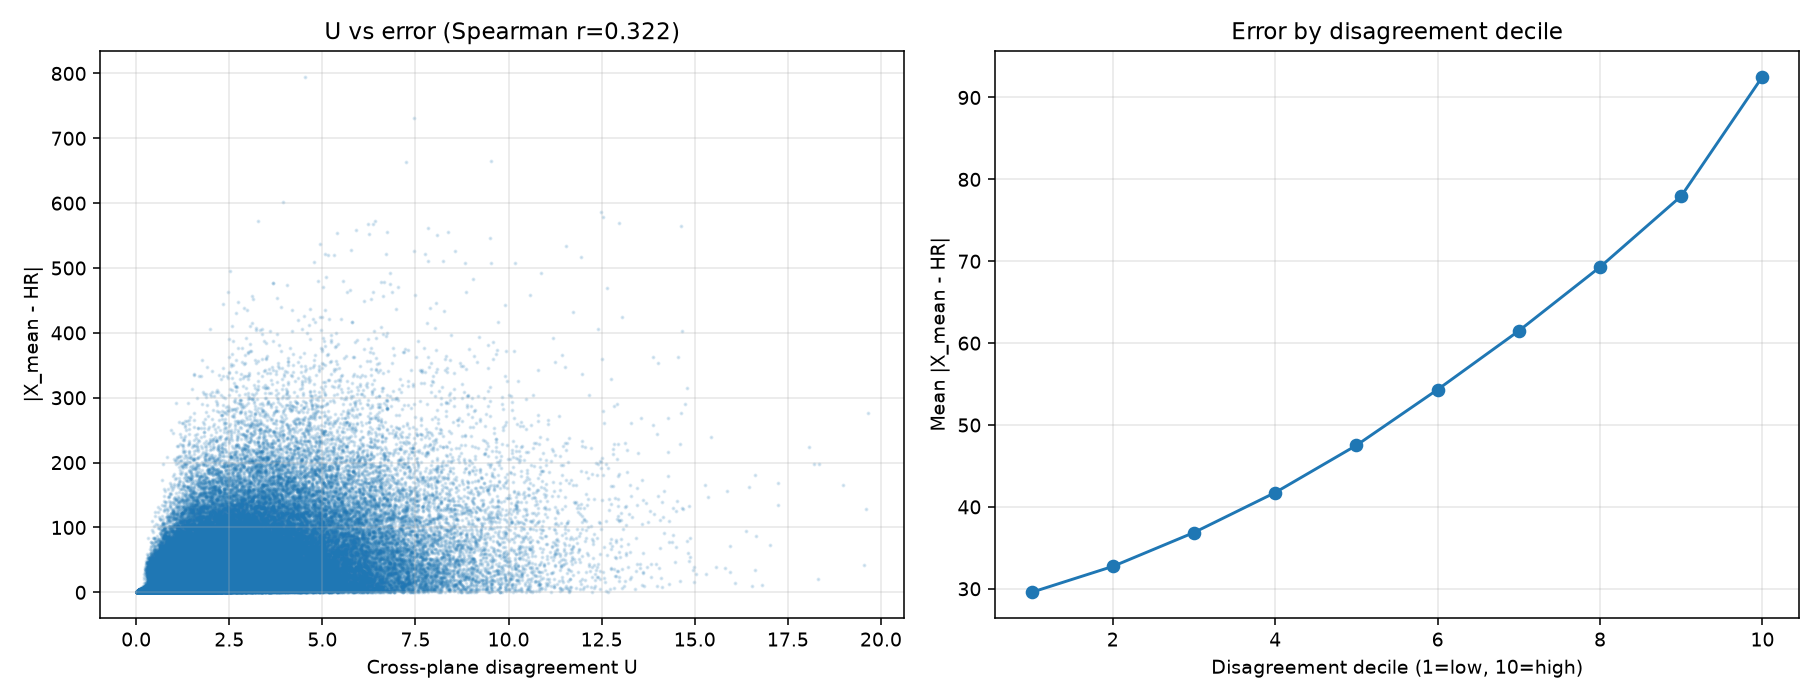 U vs error (Spearman r=0.322)
|X_mean - HR|
800
700
600
500
400
300
200
100
0
0.0 2.5 5.0 7.5 10.0 12.5 15.0 17.5 20.0
Cross-plane disagreement U
Error by disagreement decile
Mean |X_mean - HR|
90
80
70
60
50
40
30
2 4 6 8 10
Disagreement decile (1=low, 10=high)